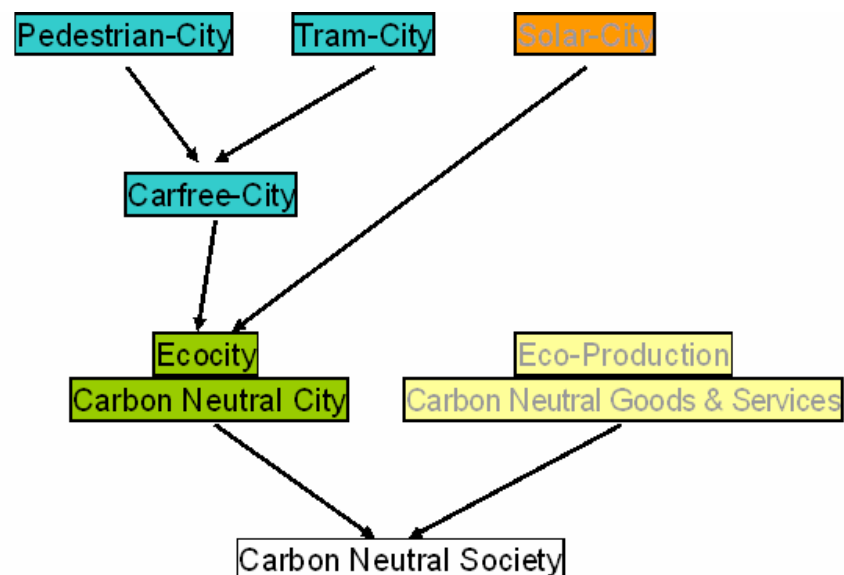 Pedestrian-City
Tram-City
Solar-City
Carfree-City
Ecocity
Carbon Neutral City
Eco-Production
Carbon Neutral Goods & Services
Carbon Neutral Society